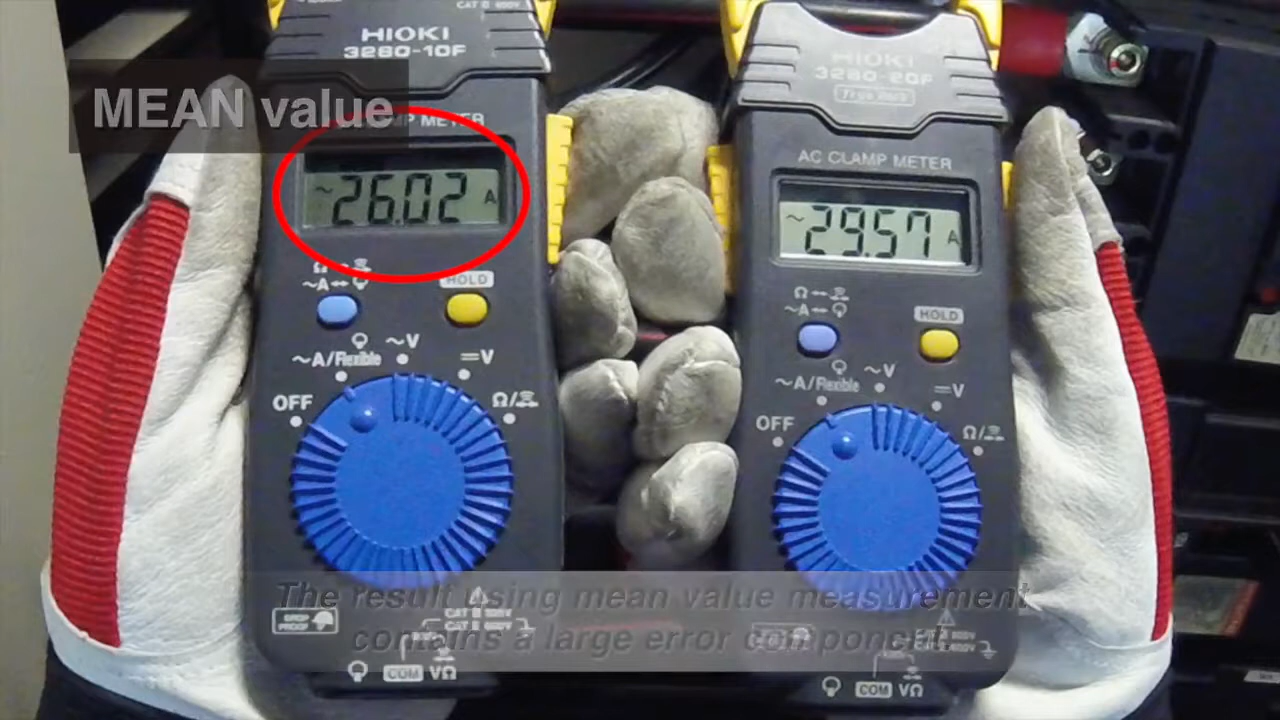 HIOKI
3280-10F
MEAN value
CLAMP METER
~26.02 A
~A↔
HOLD
~A/Flexible
~V
⎓V
OFF
Ω/
DROP PROOF
COM VΩ
HIOKI
3280-20F
True RMS
AC CLAMP METER
~29.57 A
~A↔
HOLD
~A/Flexible
~V
⎓V
OFF
Ω/
COM VΩ
The result using mean value measurement
contains a large error component.